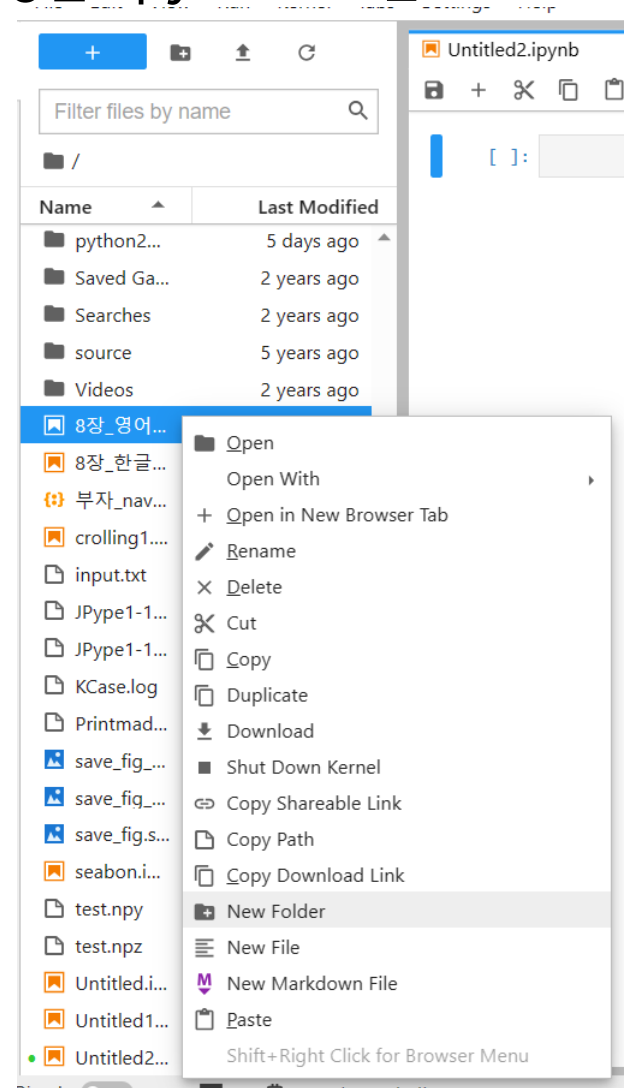 +
Untitled2.ipynb
Filter files by name
/
[ ]:
Name Last Modified
python2... 5 days ago
Saved Ga... 2 years ago
Searches 2 years ago
source 5 years ago
Videos 2 years ago
8장_영어...
8장_한글...
부자_nav...
crolling1....
input.txt
JPype1-1...
JPype1-1...
KCase.log
Printmad...
save_fig_...
save_fig_...
save_fig.s...
seabon.i...
test.npy
test.npz
Untitled.i...
Untitled1...
Untitled2...
Open
Open With
Open in New Browser Tab
Rename
Delete
Cut
Copy
Duplicate
Download
Shut Down Kernel
Copy Shareable Link
Copy Path
Copy Download Link
New Folder
New File
New Markdown File
Paste
Shift+Right Click for Browser Menu